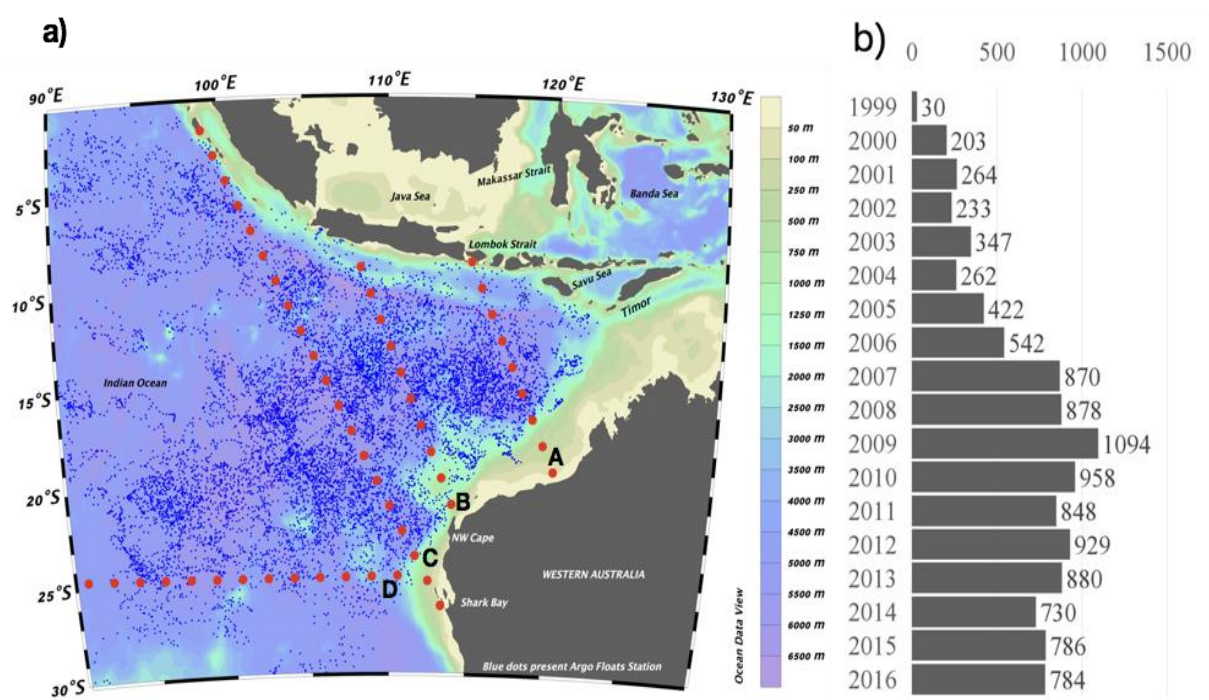 a)
90°E
100°E
110°E
120°E
130°E
5°S
10°S
15°S
20°S
25°S
30°S
Java Sea
Makassar Strait
Banda Sea
Lombok Strait
Savu Sea
Timor
Indian Ocean
A
B
NW Cape
C
D
WESTERN AUSTRALIA
Shark Bay
Blue dots present Argo Floats Station
50 m
100 m
250 m
500 m
750 m
1000 m
1250 m
1500 m
2000 m
2500 m
3000 m
3500 m
4000 m
4500 m
5000 m
5500 m
6000 m
6500 m
Ocean Data View
b)
0 500 1000 1500
1999 30
2000 203
2001 264
2002 233
2003 347
2004 262
2005 422
2006 542
2007 870
2008 878
2009 1094
2010 958
2011 848
2012 929
2013 880
2014 730
2015 786
2016 784